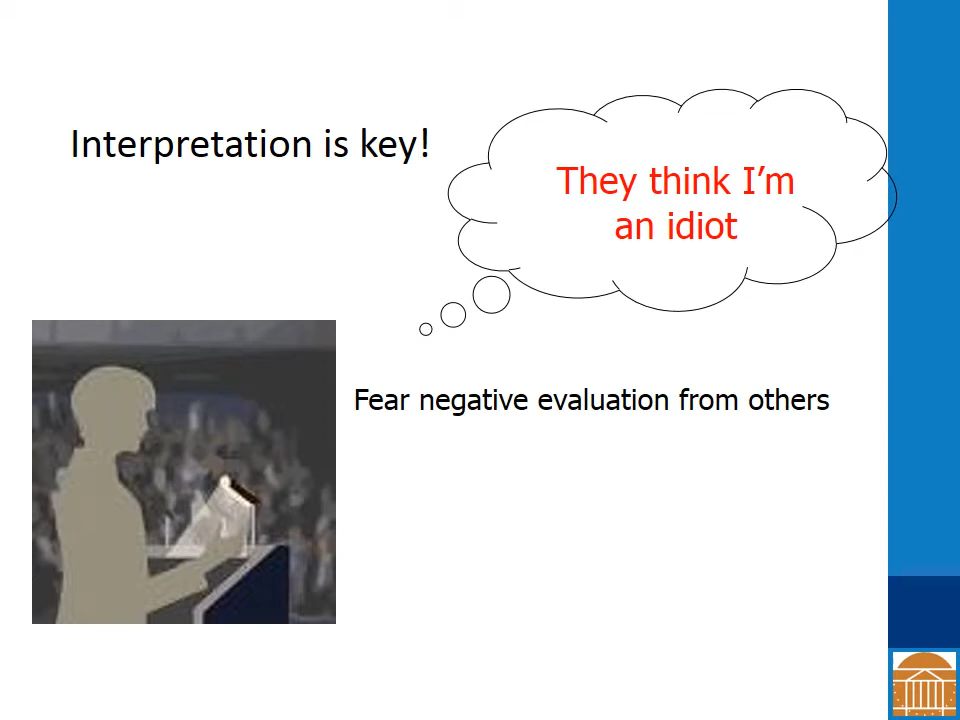 Interpretation is key!
They think I’m
an idiot
Fear negative evaluation from others